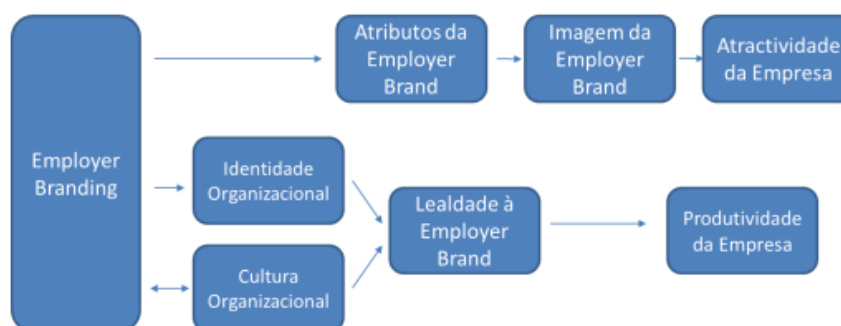 Employer
Branding
Atributos da
Employer
Brand
Imagem da
Employer
Brand
Atractividade
da Empresa
Identidade
Organizacional
Cultura
Organizacional
Lealdade à
Employer
Brand
Produtividade
da Empresa